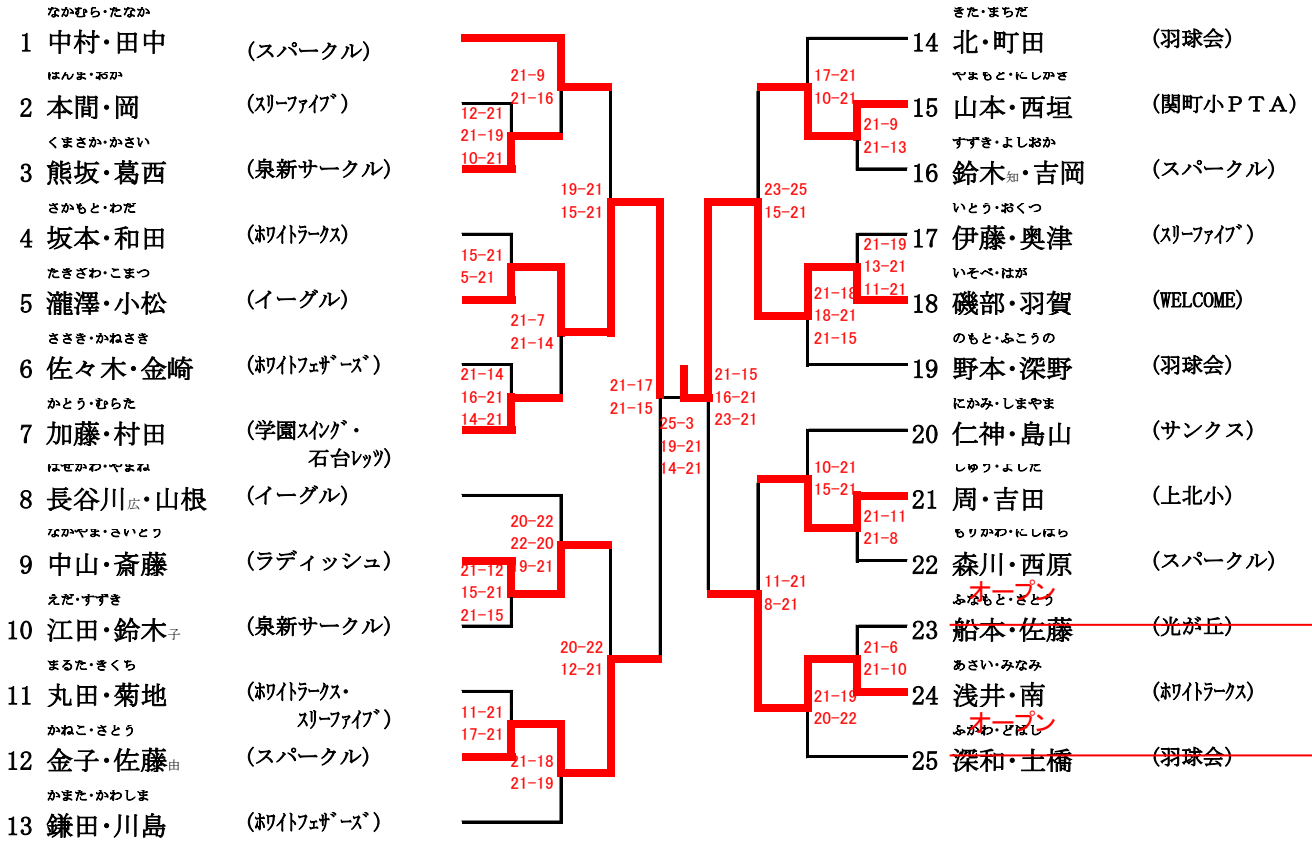 なかむら・たなか
1 中村・田中 (スパークル)
ほんま・おか
2 本間・岡 (ｽﾘｰﾌｧｲﾌﾞ)
くまさか・かさい
3 熊坂・葛西 (泉新サークル)
さかもと・わだ
4 坂本・和田 (ﾎﾜｲﾄﾗｰｸｽ)
たきざわ・こまつ
5 瀧澤・小松 (イーグル)
ささき・かねさき
6 佐々木・金崎 (ﾎﾜｲﾄﾌｪｻﾞｰｽﾞ)
かとう・むらた
7 加藤・村田 (学園ｽｲﾝｸﾞ・
石台ﾚｯﾂ)
はせがわ・やまね
8 長谷川広・山根 (イーグル)
なかやま・さいとう
9 中山・斎藤 (ラディッシュ)
えだ・すずき
10 江田・鈴木子 (泉新サークル)
まるた・きくち
11 丸田・菊地 (ﾎﾜｲﾄﾗｰｸｽ・
ｽﾘｰﾌｧｲﾌﾞ)
かねこ・さとう
12 金子・佐藤由 (スパークル)
かまた・かわしま
13 鎌田・川島 (ﾎﾜｲﾄﾌｪｻﾞｰｽﾞ)
21-9
21-16
12-21
21-19
10-21
19-21
15-21
15-21
5-21
21-7
21-14
21-14
16-21
14-21
21-17
21-15
20-22
22-20
19-21
21-12
15-21
21-15
20-22
12-21
11-21
17-21
21-18
21-19
25-3
19-21
14-21
21-15
16-21
23-21
17-21
10-21
21-9
21-13
23-25
15-21
21-19
13-21
11-21
21-18
18-21
21-15
10-21
15-21
21-11
21-8
11-21
8-21
21-6
21-10
21-19
20-22
きた・まちだ
14 北・町田 (羽球会)
やまもと・にしがき
15 山本・西垣 (関町小ＰＴＡ)
すずき・よしおか
16 鈴木知・吉岡 (スパークル)
いとう・おくつ
17 伊藤・奥津 (ｽﾘｰﾌｧｲﾌﾞ)
いそべ・はが
18 磯部・羽賀 (WELCOME)
のもと・ふこうの
19 野本・深野 (羽球会)
にかみ・しまやま
20 仁神・島山 (サンクス)
しゅう・よしだ
21 周・吉田 (上北小)
もりかわ・にしはら
22 森川・西原 (スパークル)
オープン
ふなもと・さとう
23 船本・佐藤 (光が丘)
あさい・みなみ
24 浅井・南 (ﾎﾜｲﾄﾗｰｸｽ)
オープン
ふかわ・どばし
25 深和・土橋 (羽球会)